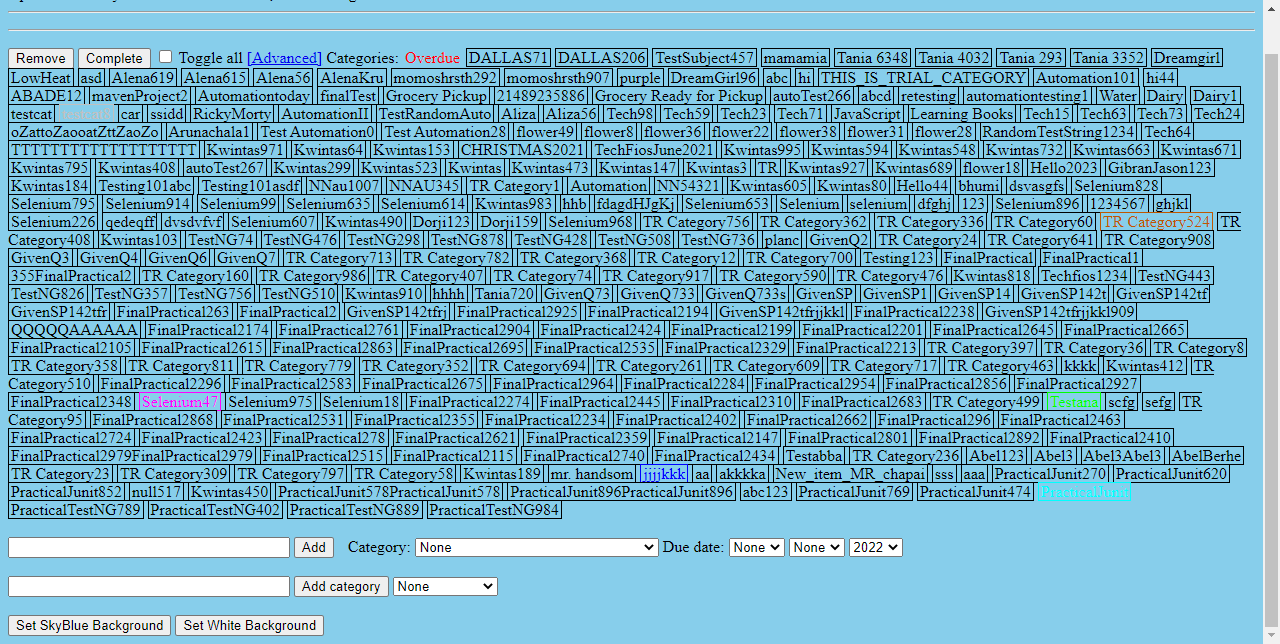 Remove Complete Toggle all [Advanced] Categories: Overdue DALLAS71 DALLAS206 TestSubject457 mamamia Tania 6348 Tania 4032 Tania 293 Tania 3352 Dreamgirl
LowHeat asd Alena619 Alena615 Alena56 AlenaKru momoshrsth292 momoshrsth907 purple DreamGirl96 abc hi THIS_IS_TRIAL_CATEGORY Automation101 hi44
ABADE12 mavenProject2 Automationtoday finalTest Grocery Pickup 21489235886 Grocery Ready for Pickup autoTest266 abcd retesting automationtesting1 Water Dairy Dairy1
testcat car ssidd RickyMorty AutomationII TestRandomAuto Aliza Aliza56 Tech98 Tech59 Tech23 Tech71 JavaScript Learning Books Tech15 Tech63 Tech73 Tech24
oZattoZaooatZttZaoZo Arunachala1 Test Automation0 Test Automation28 flower49 flower8 flower36 flower22 flower38 flower31 flower28 RandomTestString1234 Tech64
TTTTTTTTTTTTTTTTTT Kwintas971 Kwintas64 Kwintas153 CHRISTMAS2021 TechFiosJune2021 Kwintas995 Kwintas594 Kwintas548 Kwintas732 Kwintas663 Kwintas671
Kwintas795 Kwintas408 autoTest267 Kwintas299 Kwintas523 Kwintas Kwintas473 Kwintas147 Kwintas3 TR Kwintas927 Kwintas689 flower18 Hello2023 GibranJason123
Kwintas184 Testing101abc Testing101asdf NNau1007 NNAU345 TR Category1 Automation NN54321 Kwintas605 Kwintas80 Hello44 bhumi dsvasgfs Selenium828
Selenium795 Selenium914 Selenium99 Selenium635 Selenium614 Kwintas983 hhb fdagdHJgKj Selenium653 Selenium selenium dfghj 123 Selenium896 1234567 ghjkl
Selenium226 qedeqff dvsdvfvf Selenium607 Kwintas490 Dorji123 Dorji159 Selenium968 TR Category756 TR Category362 TR Category336 TR Category60 TR Category524 TR
Category408 Kwintas103 TestNG74 TestNG476 TestNG298 TestNG878 TestNG428 TestNG508 TestNG736 planc GivenQ2 TR Category24 TR Category641 TR Category908
GivenQ3 GivenQ4 GivenQ6 GivenQ7 TR Category713 TR Category782 TR Category368 TR Category12 TR Category700 Testing123 FinalPractical FinalPractical1
355FinalPractical2 TR Category160 TR Category986 TR Category407 TR Category74 TR Category917 TR Category590 TR Category476 Kwintas818 Techfios1234 TestNG443
TestNG826 TestNG357 TestNG756 TestNG510 Kwintas910 hhhh Tania720 GivenQ73 GivenQ733 GivenQ733s GivenSP GivenSP1 GivenSP14 GivenSP142t GivenSP142tf
GivenSP142tfr FinalPractical263 FinalPractical2 GivenSP142tfrj FinalPractical2925 FinalPractical2194 GivenSP142tfrjjkkl FinalPractical2238 GivenSP142tfrjjkkl909
QQQQQAAAAAA FinalPractical2174 FinalPractical2761 FinalPractical2904 FinalPractical2424 FinalPractical2199 FinalPractical2201 FinalPractical2645 FinalPractical2665
FinalPractical2105 FinalPractical2615 FinalPractical2863 FinalPractical2695 FinalPractical2535 FinalPractical2329 FinalPractical2213 TR Category397 TR Category36 TR Category8
TR Category358 TR Category811 TR Category779 TR Category352 TR Category694 TR Category261 TR Category609 TR Category717 TR Category463 kkkk Kwintas412 TR
Category510 FinalPractical2296 FinalPractical2583 FinalPractical2675 FinalPractical2964 FinalPractical2284 FinalPractical2954 FinalPractical2856 FinalPractical2927
FinalPractical2348 Selenium47 Selenium975 Selenium18 FinalPractical2274 FinalPractical2445 FinalPractical2310 FinalPractical2683 TR Category499 Testana scfg sefg TR
Category95 FinalPractical2868 FinalPractical2531 FinalPractical2355 FinalPractical2234 FinalPractical2402 FinalPractical2662 FinalPractical296 FinalPractical2463
FinalPractical2724 FinalPractical2423 FinalPractical278 FinalPractical2621 FinalPractical2359 FinalPractical2147 FinalPractical2801 FinalPractical2892 FinalPractical2410
FinalPractical2979FinalPractical2979 FinalPractical2515 FinalPractical2115 FinalPractical2740 FinalPractical2434 Testabba TR Category236 Abel123 Abel3 Abel3Abel3 AbelBerhe
TR Category23 TR Category309 TR Category797 TR Category58 Kwintas189 mr. handsom jjjjkkk aa akkkka New_item_MR_chapai sss aaa PracticalJunit270 PracticalJunit620
PracticalJunit852 null517 Kwintas450 PracticalJunit578PracticalJunit578 PracticalJunit896PracticalJunit896 abc123 PracticalJunit769 PracticalJunit474 PracticalJunit
PracticalTestNG789 PracticalTestNG402 PracticalTestNG889 PracticalTestNG984
Add Category: None Due date: None None 2022
Add category None
Set SkyBlue Background Set White Background